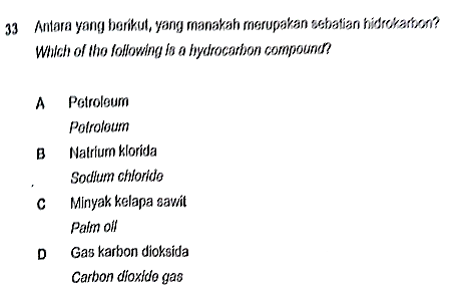 33 Antara yang berikut, yang manakah merupakan sebatian hidrokarbon?
Which of the following is a hydrocarbon compound?
A Petroleum
Petroleum
B Natrium klorida
Sodium chloride
C Minyak kelapa sawit
Palm oil
D Gas karbon dioksida
Carbon dioxide gas